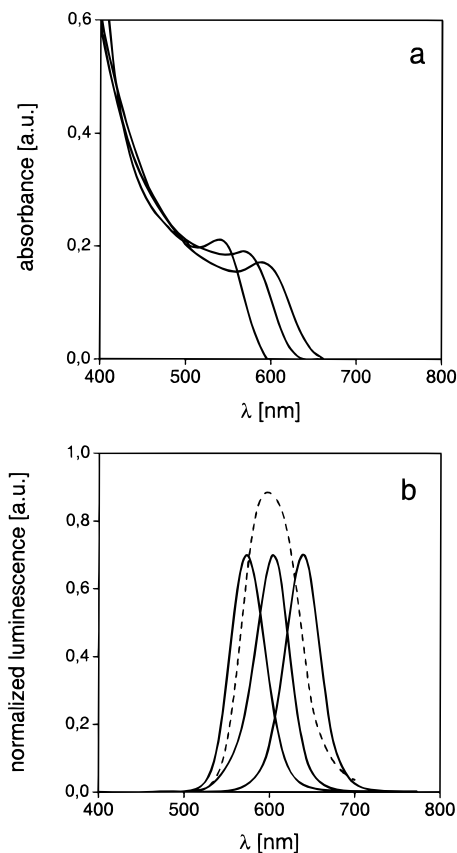 0,6
a
0,4
absorbance [a.u.]
0,2
0,0
400 500 600 700 800
λ [nm]
1,0
b
0,8
normalized luminescence [a.u.]
0,6
0,4
0,2
0,0
400 500 600 700 800
λ [nm]